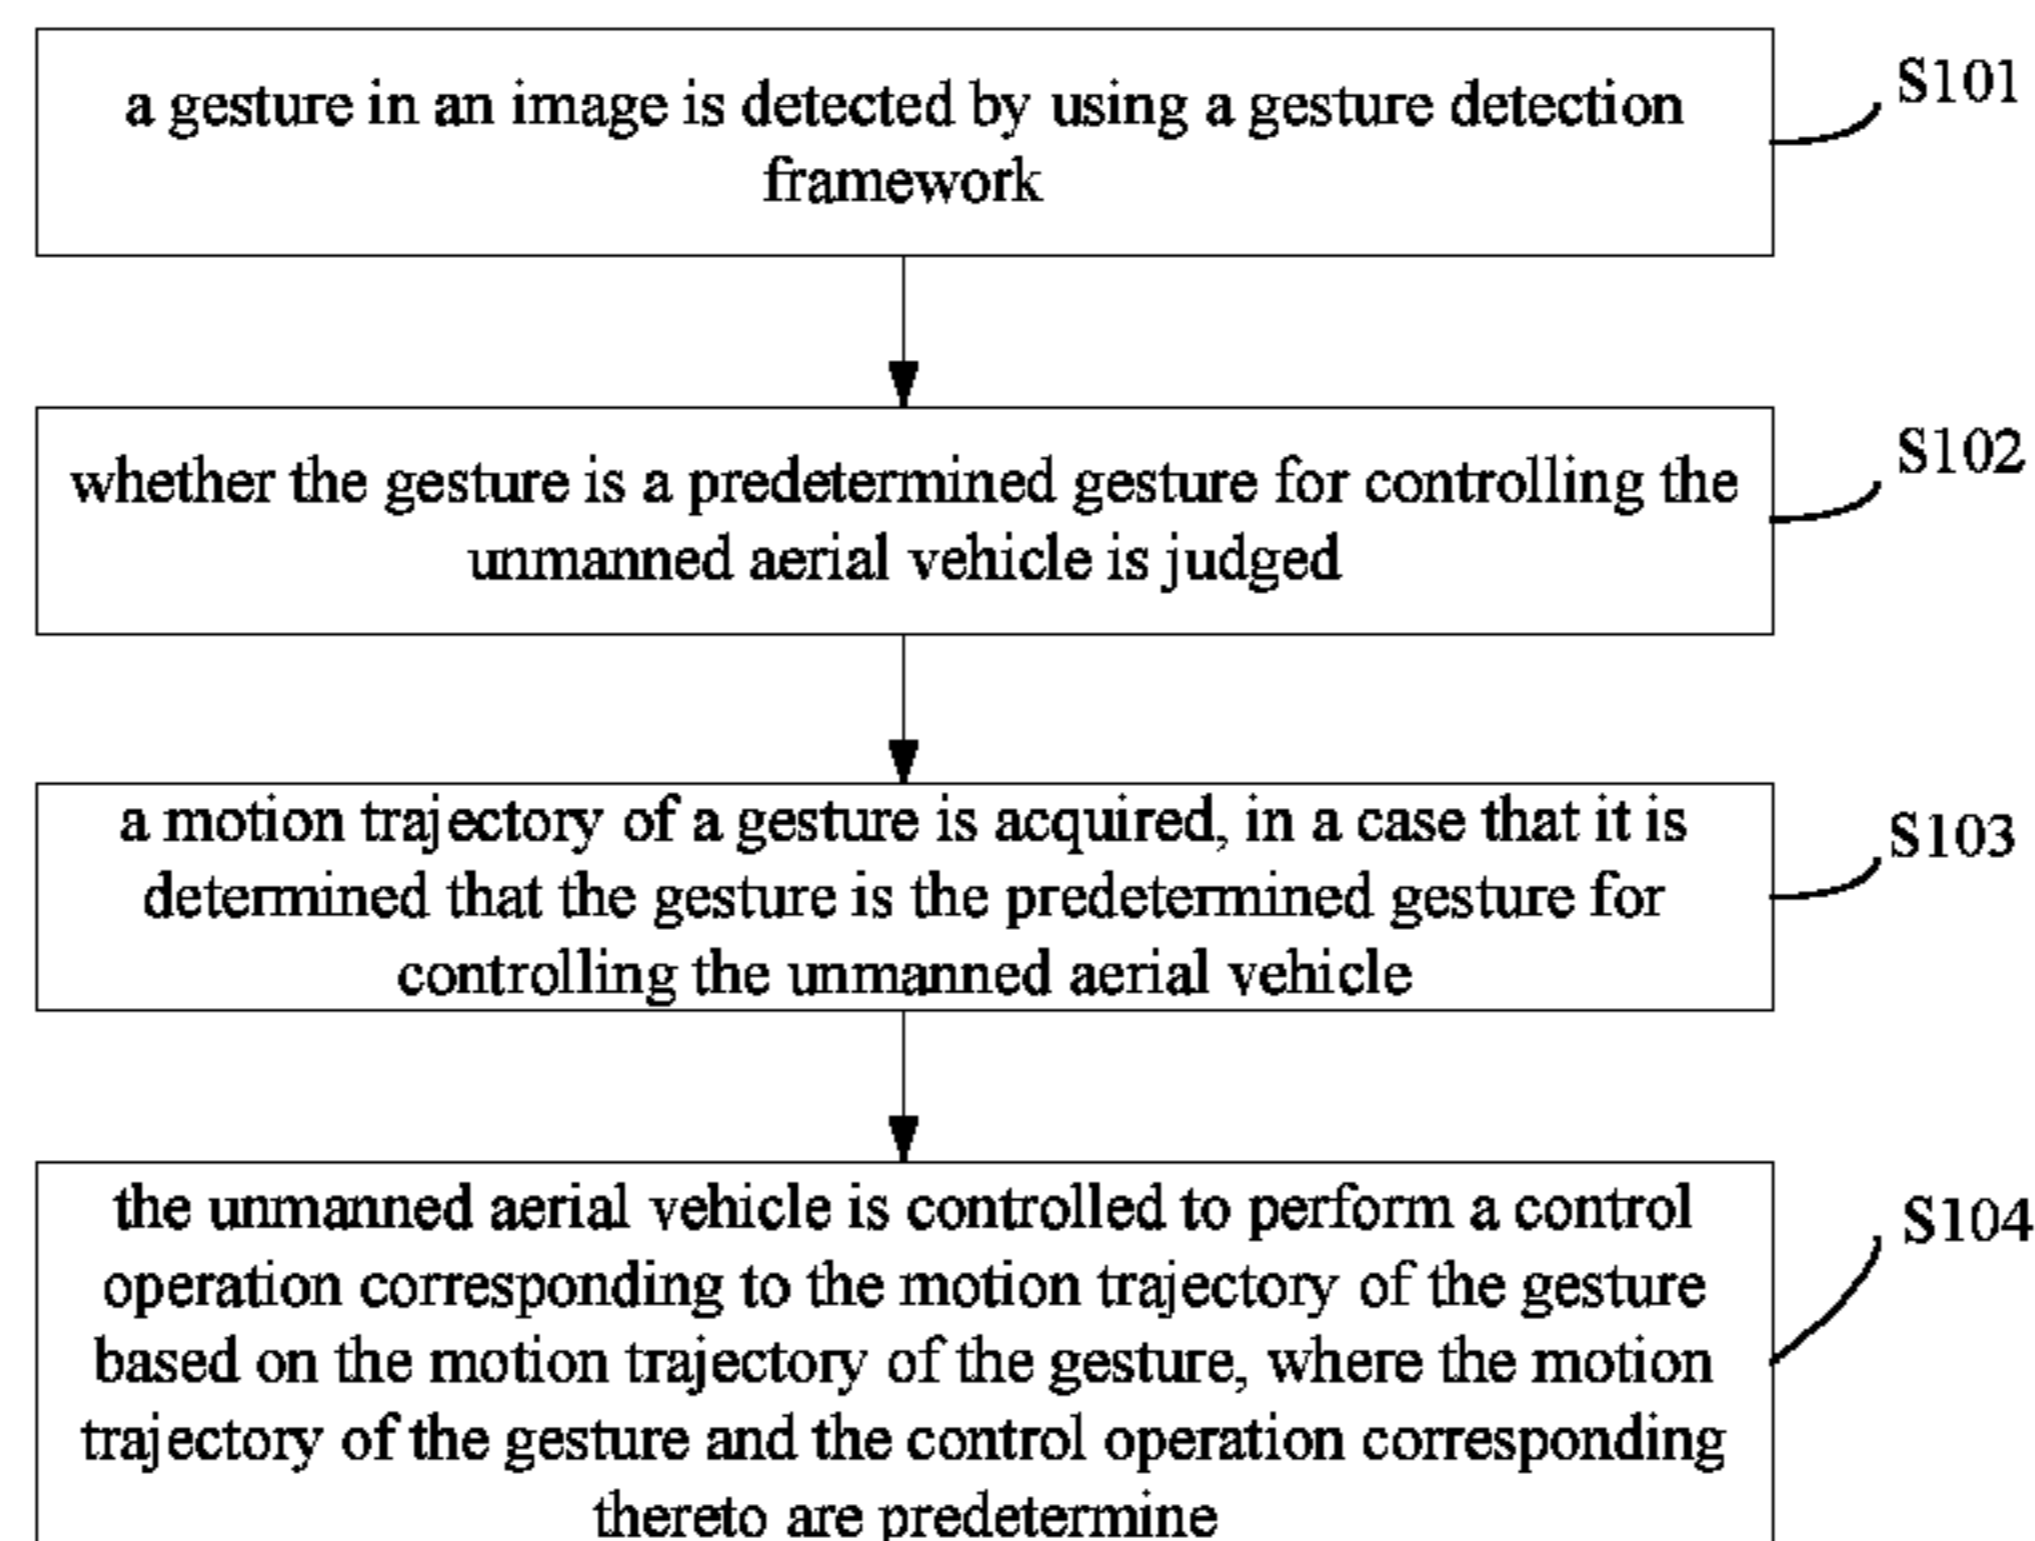 a gesture in an image is detected by using a gesture detection
framework
S101
whether the gesture is a predetermined gesture for controlling the
unmanned aerial vehicle is judged
S102
a motion trajectory of a gesture is acquired, in a case that it is
determined that the gesture is the predetermined gesture for
controlling the unmanned aerial vehicle
S103
the unmanned aerial vehicle is controlled to perform a control
operation corresponding to the motion trajectory of the gesture
based on the motion trajectory of the gesture, where the motion
trajectory of the gesture and the control operation corresponding
thereto are predetermine
S104